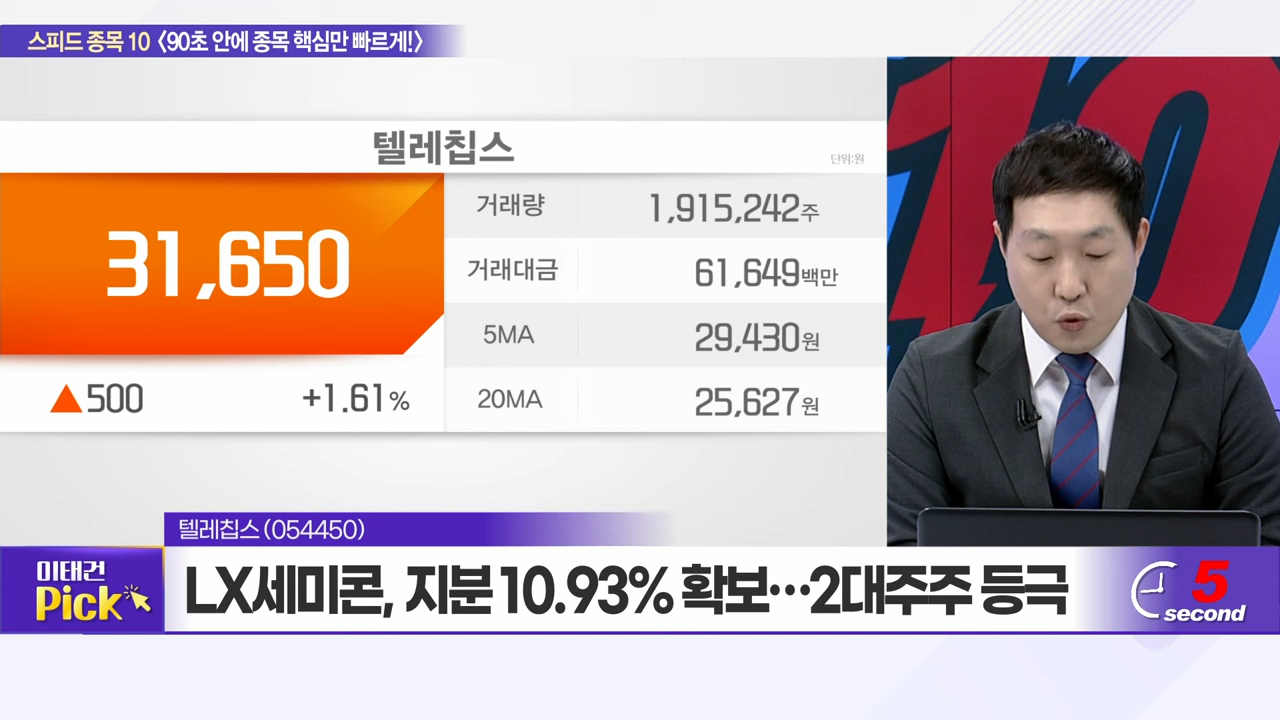 스피드 종목 10 <90초 안에 종목 핵심만 빠르게!>
10
텔레칩스
단위:원
31,650
▲500 +1.61%
거래량 1,915,242주
거래대금 61,649백만
5MA 29,430원
20MA 25,627원
텔레칩스(054450)
이태건
Pick
LX세미콘, 지분 10.93% 확보…2대주주 등극
5
second